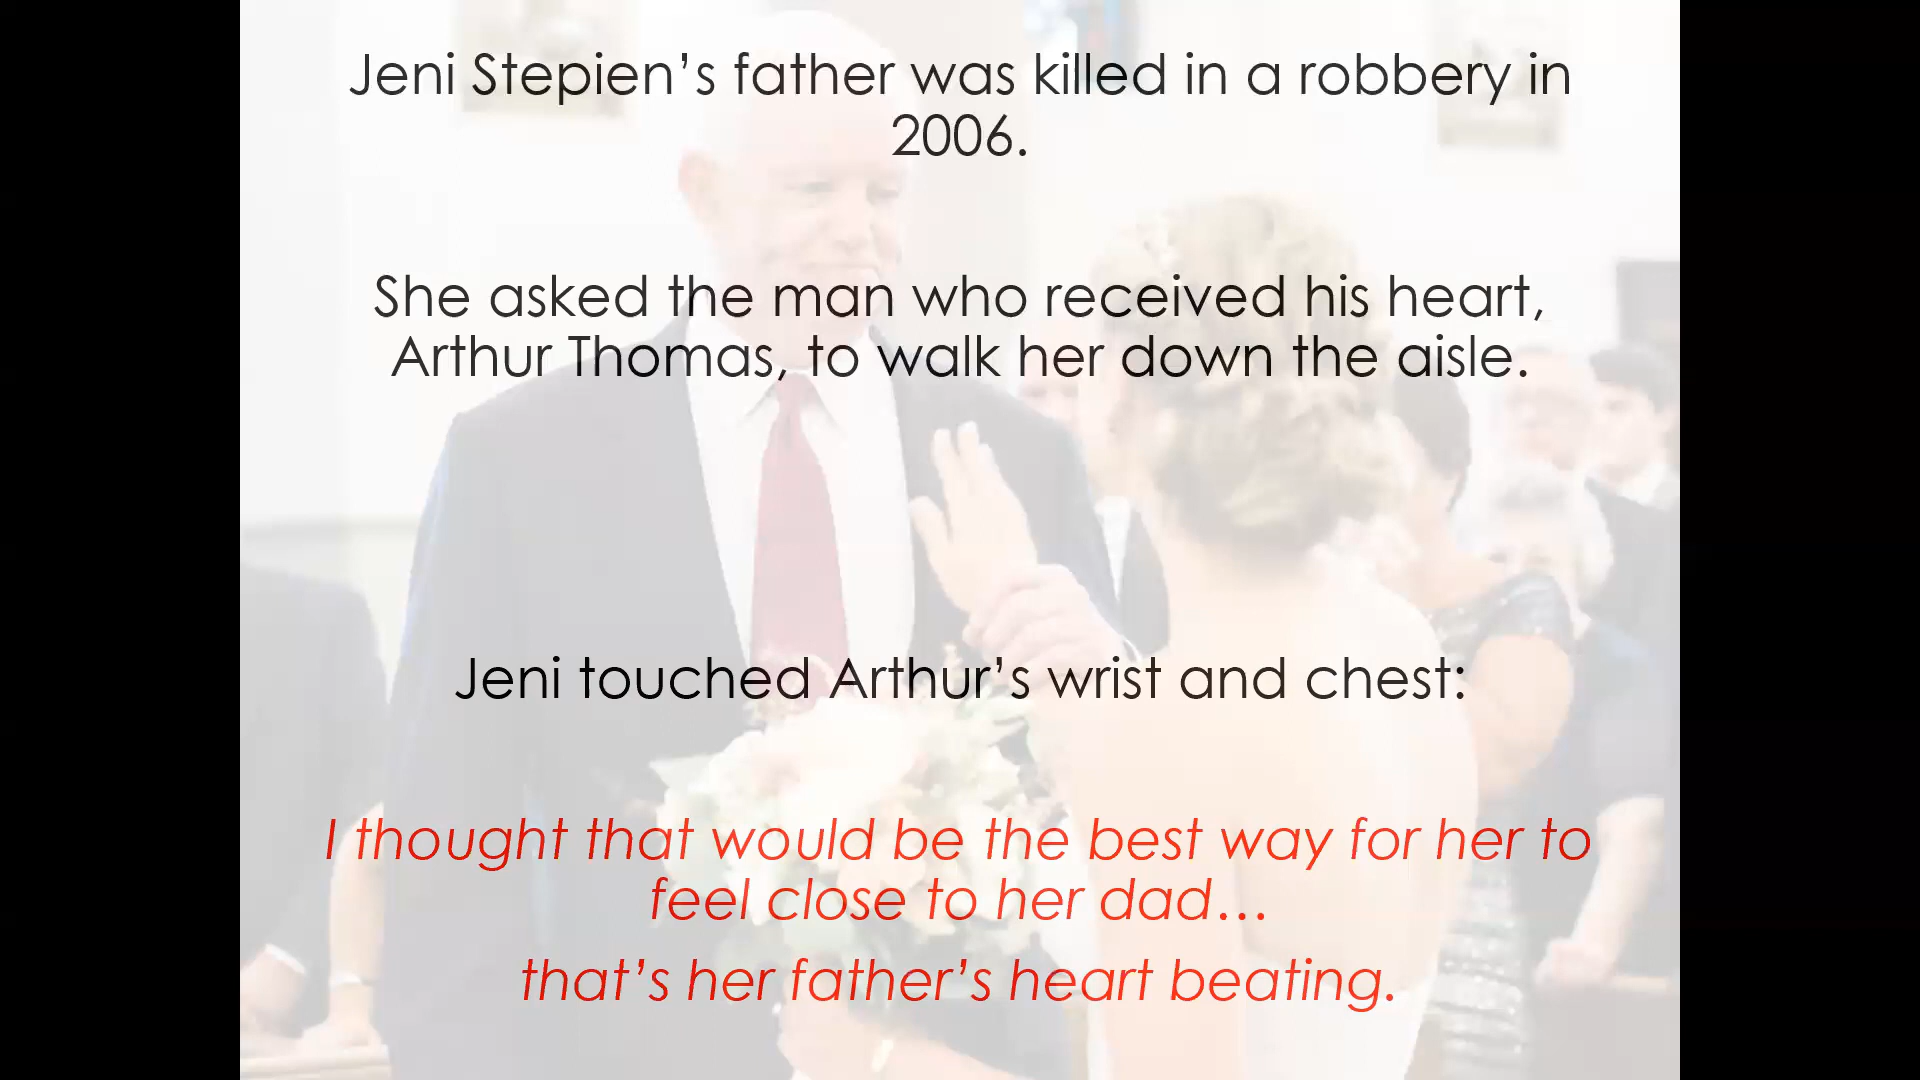 Jeni Stepien’s father was killed in a robbery in
2006.
She asked the man who received his heart,
Arthur Thomas, to walk her down the aisle.
Jeni touched Arthur’s wrist and chest:
I thought that would be the best way for her to
feel close to her dad…
that’s her father’s heart beating.